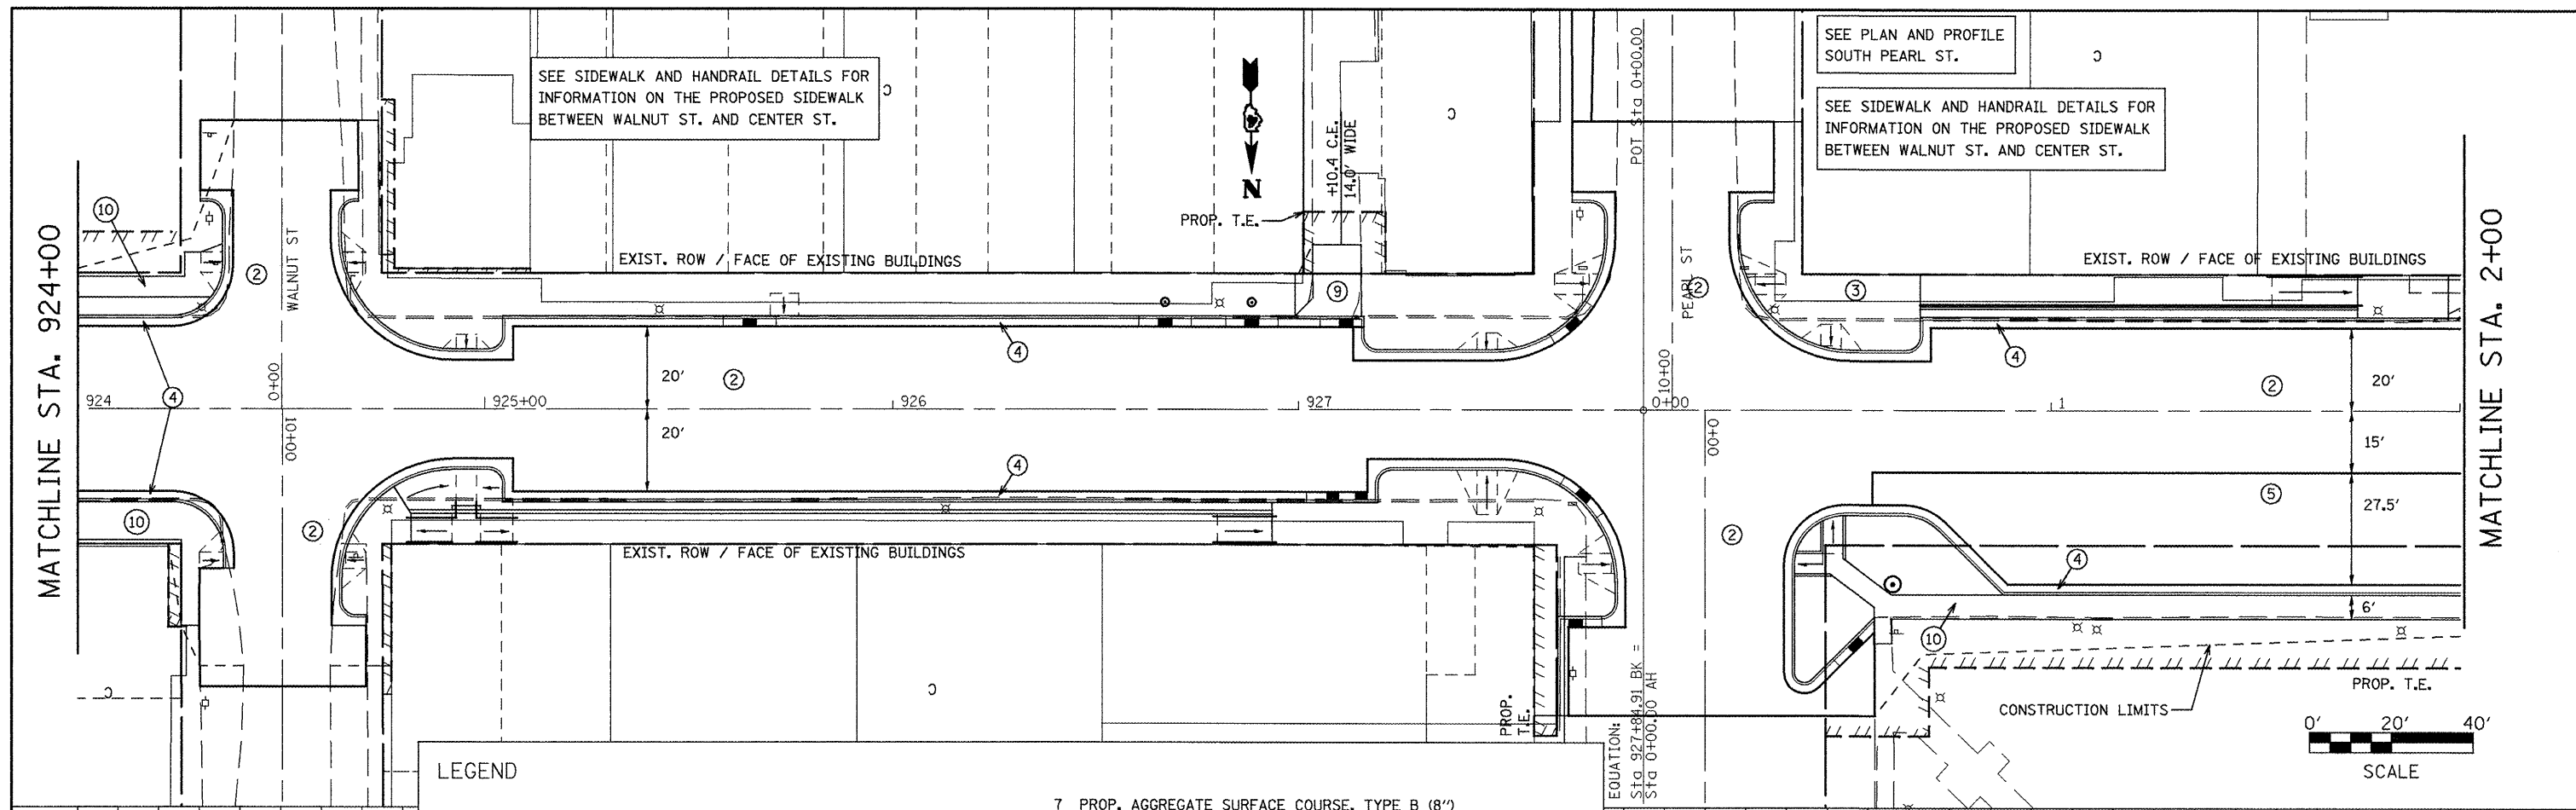 SEE SIDEWALK AND HANDRAIL DETAILS FOR
INFORMATION ON THE PROPOSED SIDEWALK
BETWEEN WALNUT ST. AND CENTER ST.
SEE PLAN AND PROFILE
SOUTH PEARL ST.
SEE SIDEWALK AND HANDRAIL DETAILS FOR
INFORMATION ON THE PROPOSED SIDEWALK
BETWEEN WALNUT ST. AND CENTER ST.
MATCHLINE STA. 924+00
MATCHLINE STA. 2+00
N
+10.4 C.E.
14.0' WIDE
PROP. T.E.
POT Sta 0+00.00
WALNUT ST
PEARL ST
EXIST. ROW / FACE OF EXISTING BUILDINGS
EXIST. ROW / FACE OF EXISTING BUILDINGS
10
2
9
2
3
4
4
4
2
2
20'
20'
20'
15'
27.5'
6'
924
0+00
925+00
926
927
10+00
0+00
1
10+00
0+00
4
10
2
2
5
4
10
EXIST. ROW / FACE OF EXISTING BUILDINGS
C
C
C
C
C
PROP.
T.E.
EQUATION:
Sta 927+84.91 BK =
Sta 0+00.00 AH
CONSTRUCTION LIMITS
PROP. T.E.
0' 20' 40'
SCALE
LEGEND
7 PROP. AGGREGATE SURFACE COURSE, TYPE B (8")